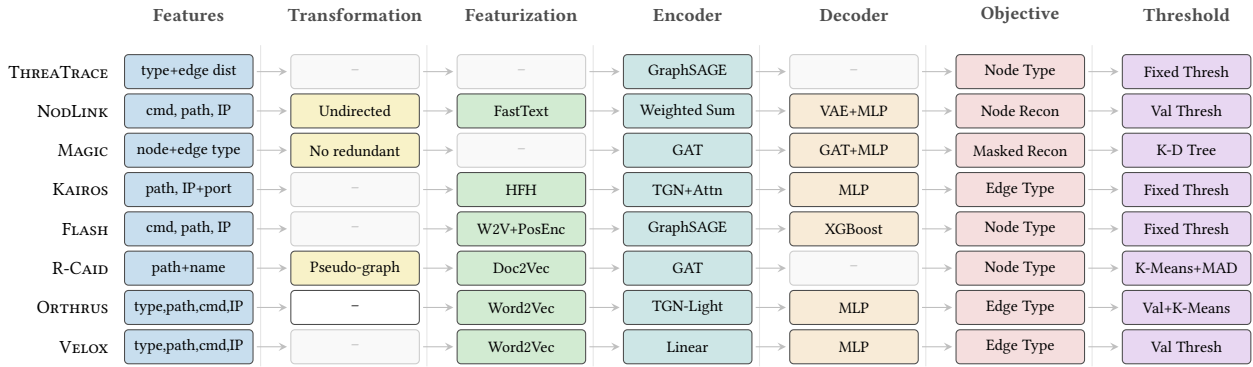 Features Transformation Featurization Encoder Decoder Objective Threshold
THREATRACE type+edge dist – – GraphSAGE – Node Type Fixed Thresh
NODLINK cmd, path, IP Undirected FastText Weighted Sum VAE+MLP Node Recon Val Thresh
MAGIC node+edge type No redundant – GAT GAT+MLP Masked Recon K-D Tree
KAIROS path, IP+port – HFH TGN+Attn MLP Edge Type Fixed Thresh
FLASH cmd, path, IP – W2V+PosEnc GraphSAGE XGBoost Node Type Fixed Thresh
R-CAID path+name Pseudo-graph Doc2Vec GAT – Node Type K-Means+MAD
ORTHRUS type,path,cmd,IP – Word2Vec TGN-Light MLP Edge Type Val+K-Means
VELOX type,path,cmd,IP – Word2Vec Linear MLP Edge Type Val Thresh